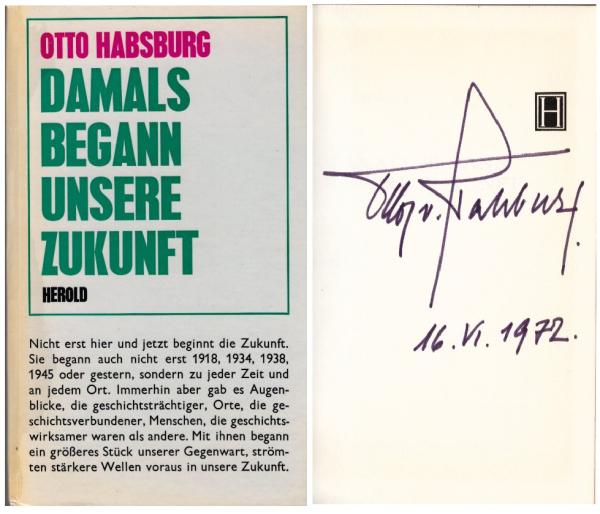 OTTO HABSBURG
DAMALS
BEGANN
UNSERE
ZUKUNFT
HEROLD
Nicht erst hier und jetzt beginnt die Zukunft.
Sie begann auch nicht erst 1918, 1934, 1938,
1945 oder gestern, sondern zu jeder Zeit und
an jedem Ort. Immerhin aber gab es Augen-
blicke, die geschichtsträchtiger, Orte, die ge-
schichtsverbundener, Menschen, die geschichts-
wirksamer waren als andere. Mit ihnen begann
ein größeres Stück unserer Gegenwart, ström-
ten stärkere Wellen voraus in unsere Zukunft.
H
Otto v. Habsburg
16. VI. 1972.